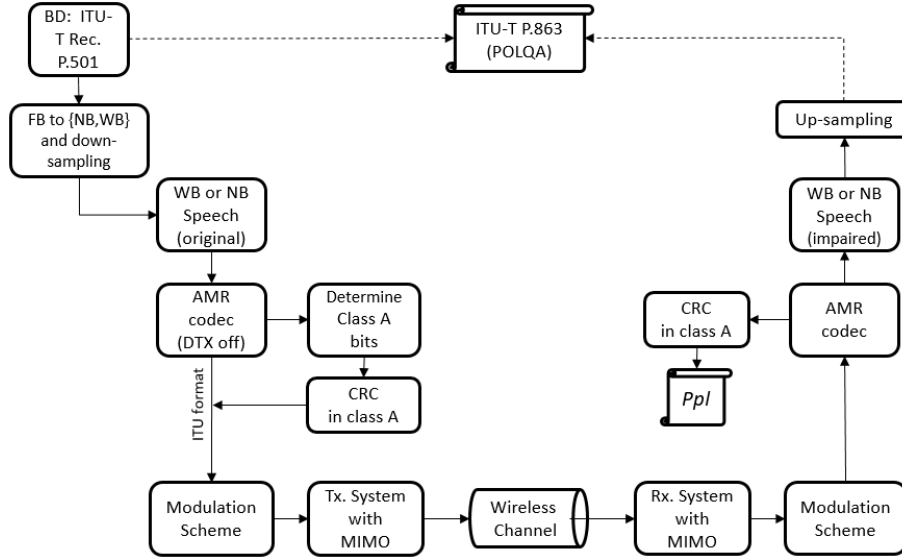 BD: ITU-
T Rec.
P.501
ITU-T P.863
(POLQA)
FB to {NB,WB}
and down-
sampling
Up-sampling
WB or NB
Speech
(original)
WB or NB
Speech
(impaired)
AMR
codec
(DTX off)
Determine
Class A
bits
CRC
in class A
AMR
codec
CRC
in class A
Ppl
ITU format
Modulation
Scheme
Tx. System
with
MIMO
Wireless
Channel
Rx. System
with
MIMO
Modulation
Scheme